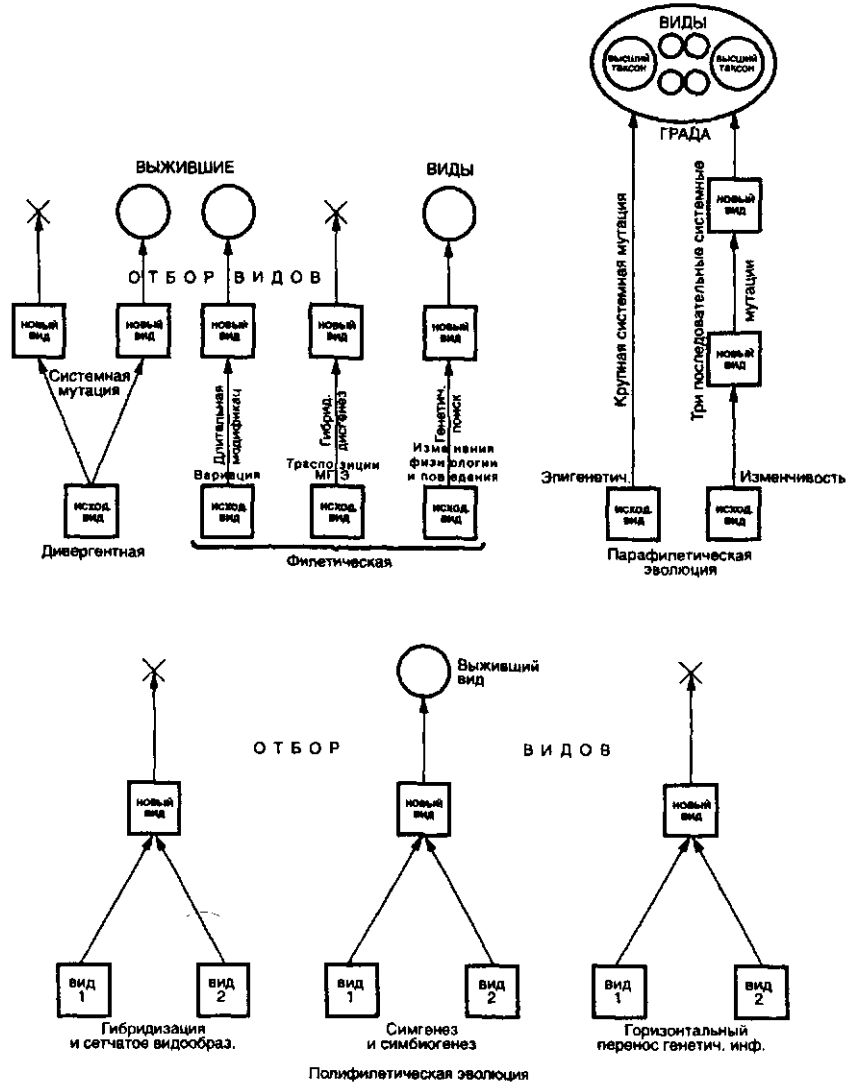 ВИДЫ
ВЫСШИЙ
ТАКСОН
ВЫСШИЙ
ТАКСОН
ГРАДА
ВЫЖИВШИЕ
ВИДЫ
ОТБОР ВИДОВ
НОВЫЙ
ВИД
НОВЫЙ
ВИД
НОВЫЙ
ВИД
НОВЫЙ
ВИД
НОВЫЙ
ВИД
Системная
мутация
Длительная
модификац
Вариация
Гибрид.
дисгенез
Траспозиции
МГЭ
Генетич.
поиск
Изменения
физиологии
и поведения
ИСХОД.
ВИД
ИСХОД.
ВИД
ИСХОД.
ВИД
ИСХОД.
ВИД
Дивергентная
Филетическая
Крупная системная мутация
Три последовательные системные
мутации
НОВЫЙ
ВИД
НОВЫЙ
ВИД
Эпигенетич.
Изменчивость
ИСХОД.
ВИД
ИСХОД.
ВИД
Парафилетическая
эволюция
Выживший
вид
ОТБОР ВИДОВ
НОВЫЙ
ВИД
НОВЫЙ
ВИД
НОВЫЙ
ВИД
ВИД
1
ВИД
2
ВИД
1
ВИД
2
ВИД
1
ВИД
2
Гибридизация
и сетчатое видообраз.
Симгенез
и симбиогенез
Горизонтальный
перенос генетич. инф.
Полифилетическая эволюция